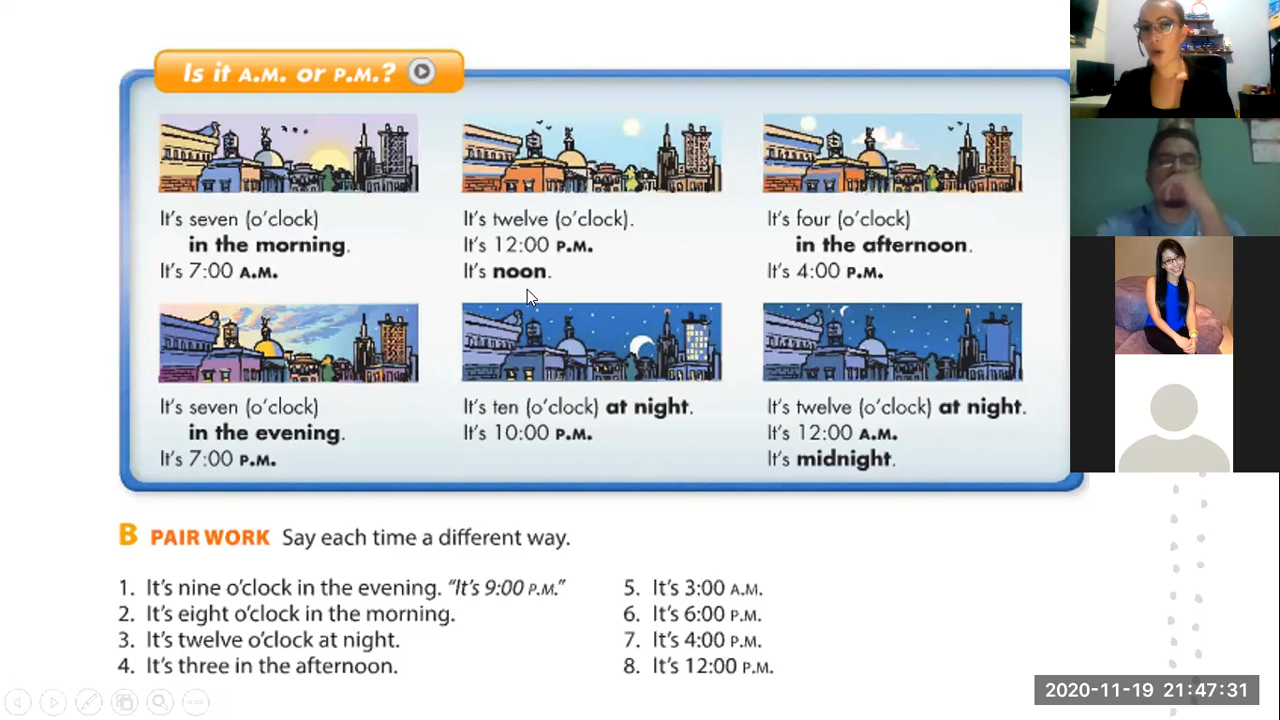 Is it A.M. or P.M.?
It's seven (o'clock)
in the morning.
It's 7:00 A.M.
It's twelve (o'clock).
It's 12:00 P.M.
It's noon.
It's four (o'clock)
in the afternoon.
It's 4:00 P.M.
It's seven (o'clock)
in the evening.
It's 7:00 P.M.
It's ten (o'clock) at night.
It's 10:00 P.M.
It's twelve (o'clock) at night.
It's 12:00 A.M.
It's midnight.
B PAIR WORK Say each time a different way.
1. It's nine o'clock in the evening. "It's 9:00 P.M."
2. It's eight o'clock in the morning.
3. It's twelve o'clock at night.
4. It's three in the afternoon.
5. It's 3:00 A.M.
6. It's 6:00 P.M.
7. It's 4:00 P.M.
8. It's 12:00 P.M.
2020-11-19 21:47:31